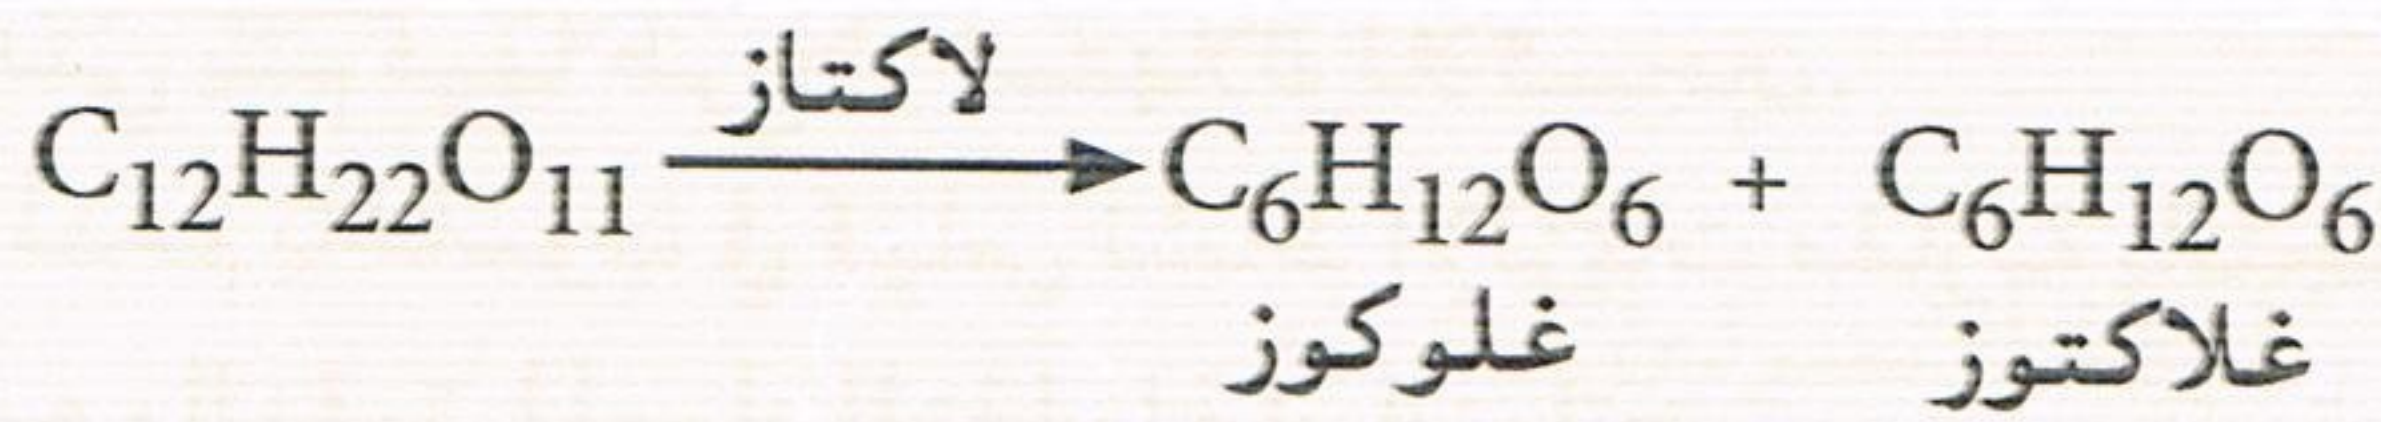 لاكتاز
C₁₂H₂₂O₁₁ → C₆H₁₂O₆ + C₆H₁₂O₆
غلوكوز غلاكتوز